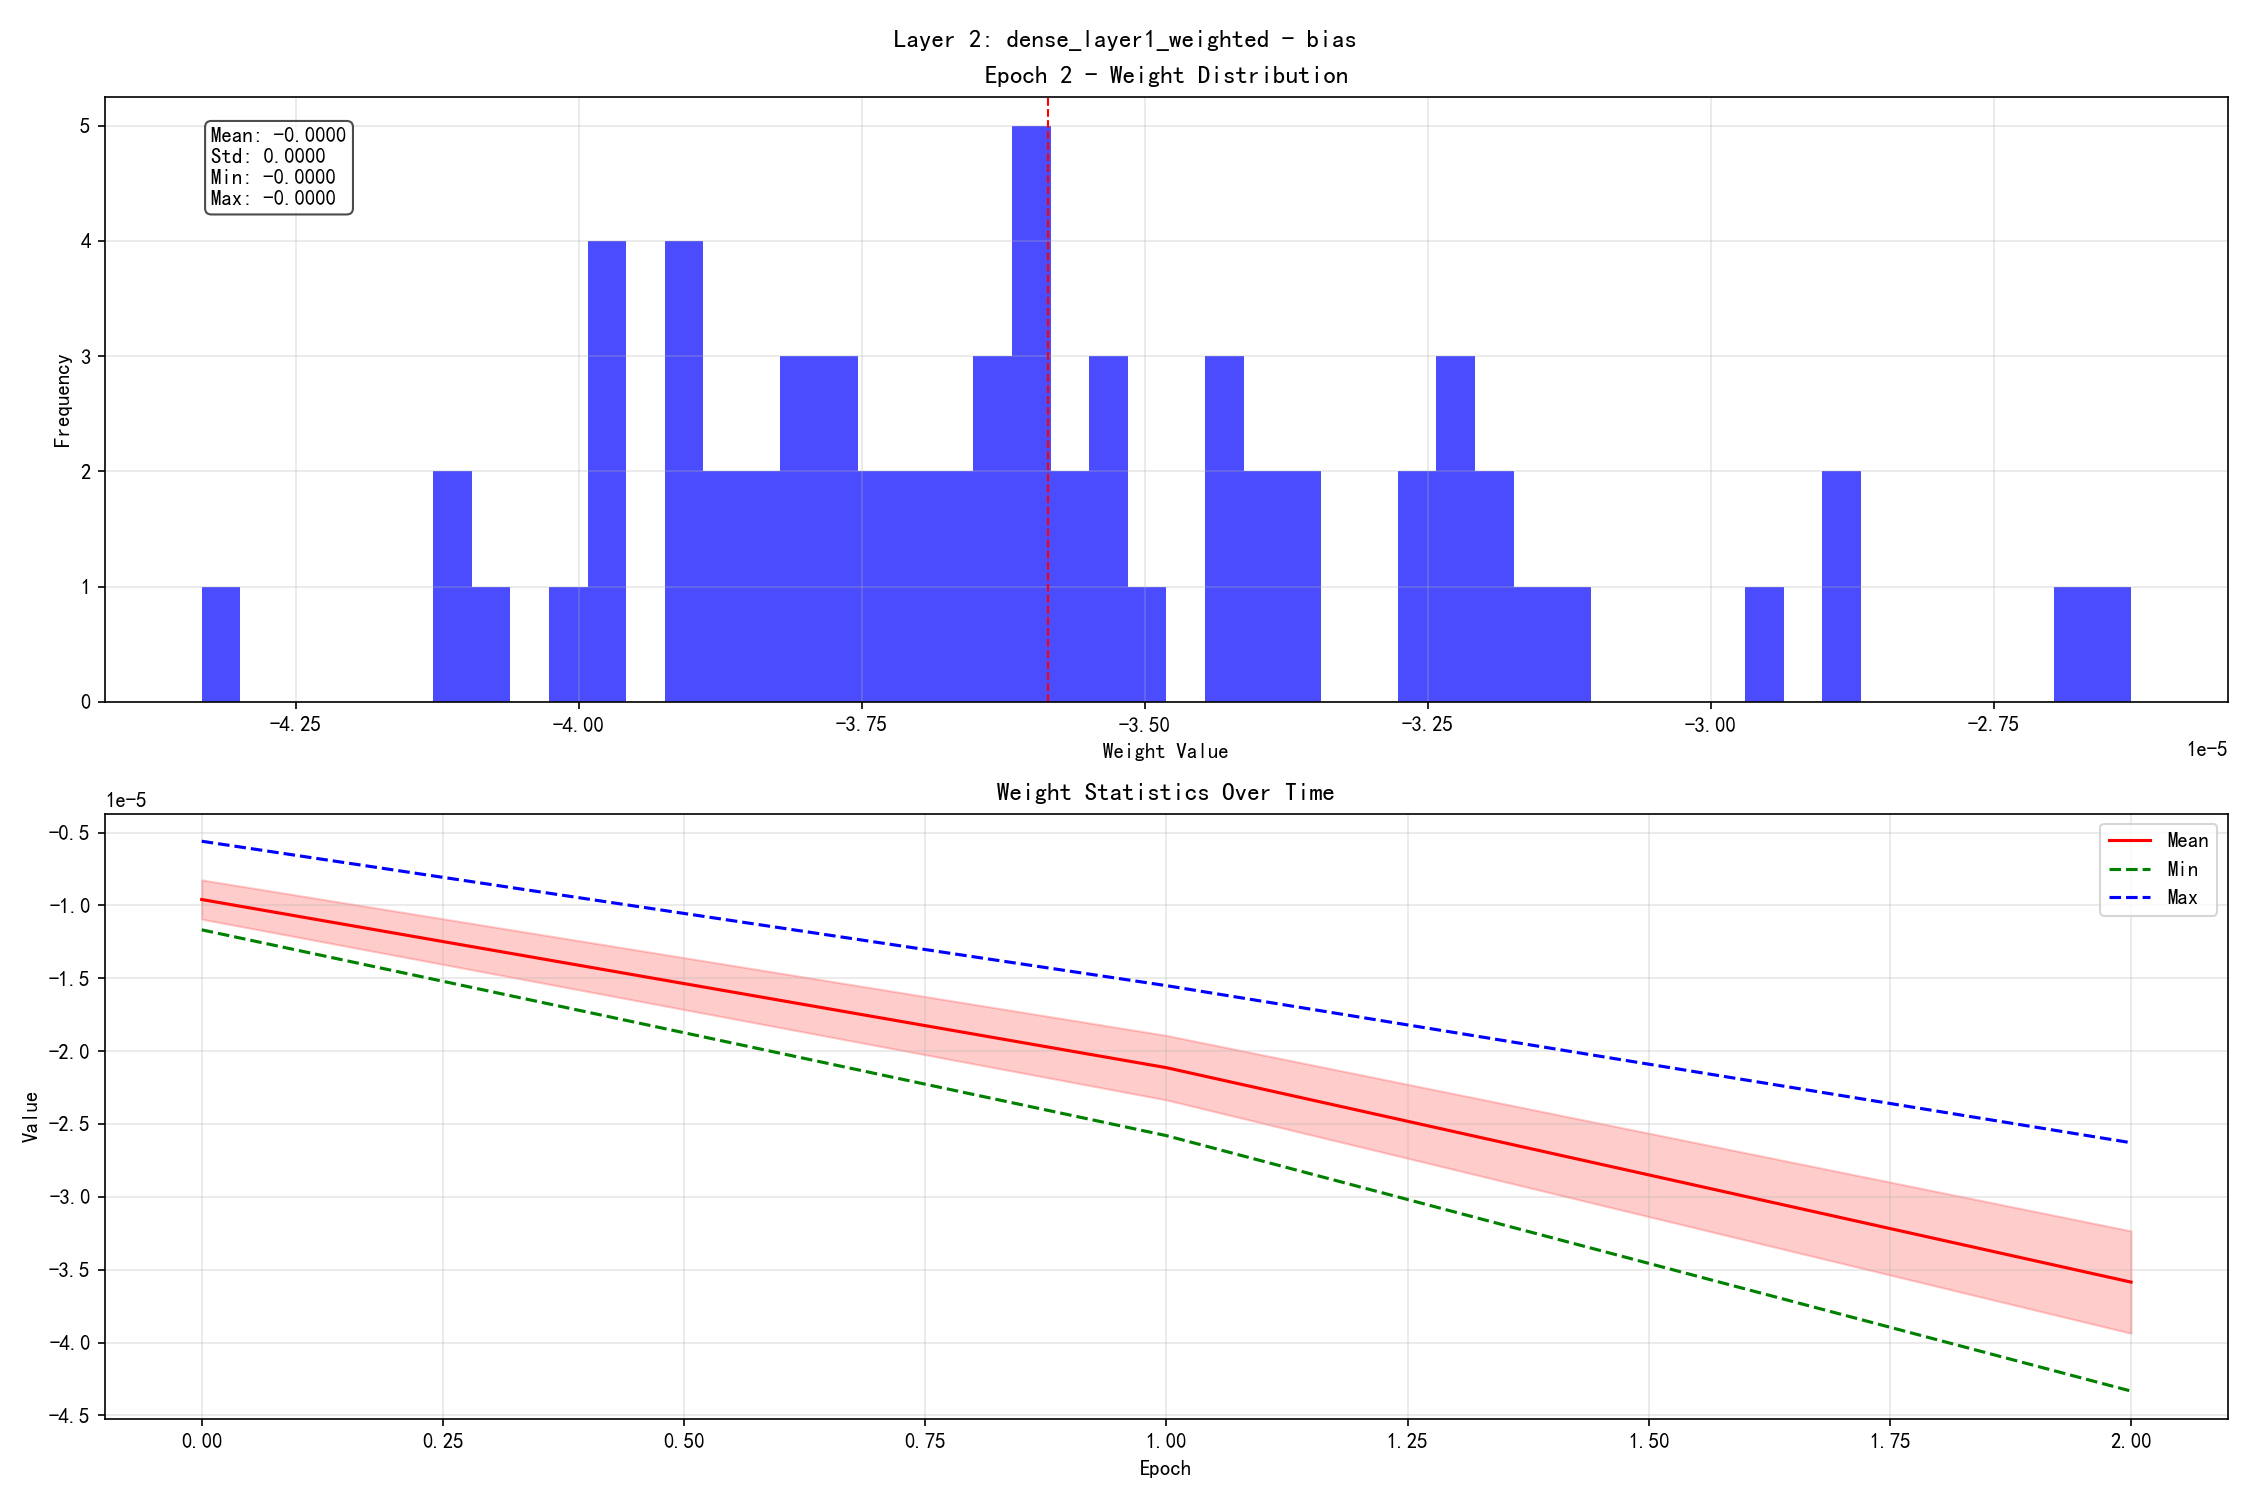 Layer 2: dense_layer1_weighted - bias
Epoch 2 - Weight Distribution
Mean: -0.0000
Std: 0.0000
Min: -0.0000
Max: -0.0000
Frequency
5
4
3
2
1
0
-4.25 -4.00 -3.75 -3.50 -3.25 -3.00 -2.75
Weight Value
1e-5
Weight Statistics Over Time
1e-5
Mean
Min
Max
Value
-0.5
-1.0
-1.5
-2.0
-2.5
-3.0
-3.5
-4.0
-4.5
0.00 0.25 0.50 0.75 1.00 1.25 1.50 1.75 2.00
Epoch